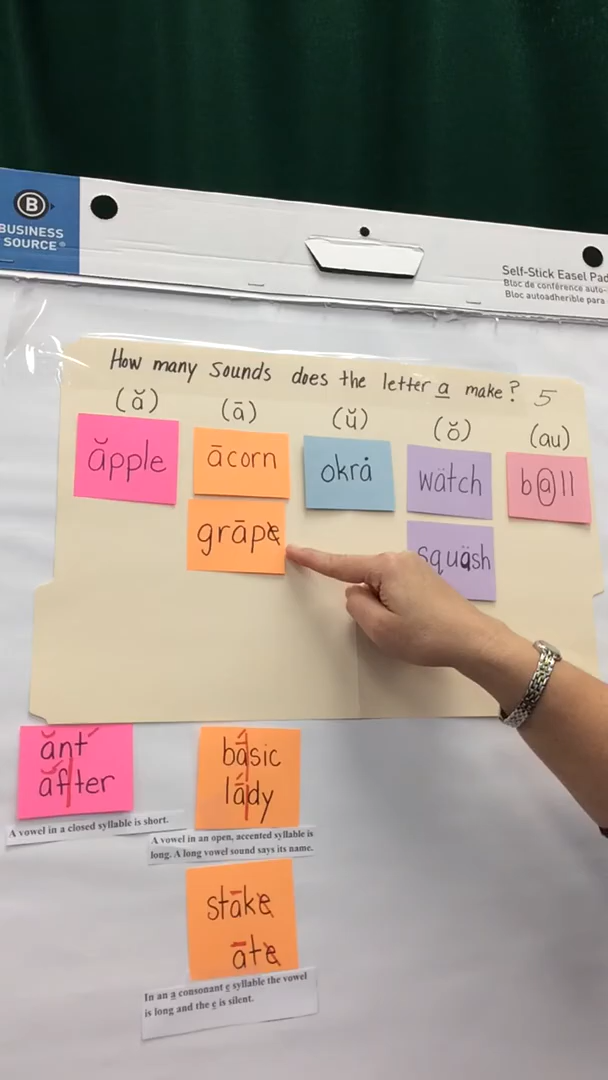 B
BUSINESS
SOURCE®
Self-Stick Easel Pad
Bloc de conférence auto-
Bloc autoadherible para
How many sounds does the letter a make? 5
(ă) (ā) (ŭ) (ŏ) (au)
ăpple
ācorn
okrȧ
wätch
ball
grāpe
squäsh
ănt
ăfter
bāsic
lādy
A vowel in a closed syllable is short.
A vowel in an open, accented syllable is
long. A long vowel sound says its name.
stāke
āte
In an a consonant e syllable the vowel
is long and the e is silent.